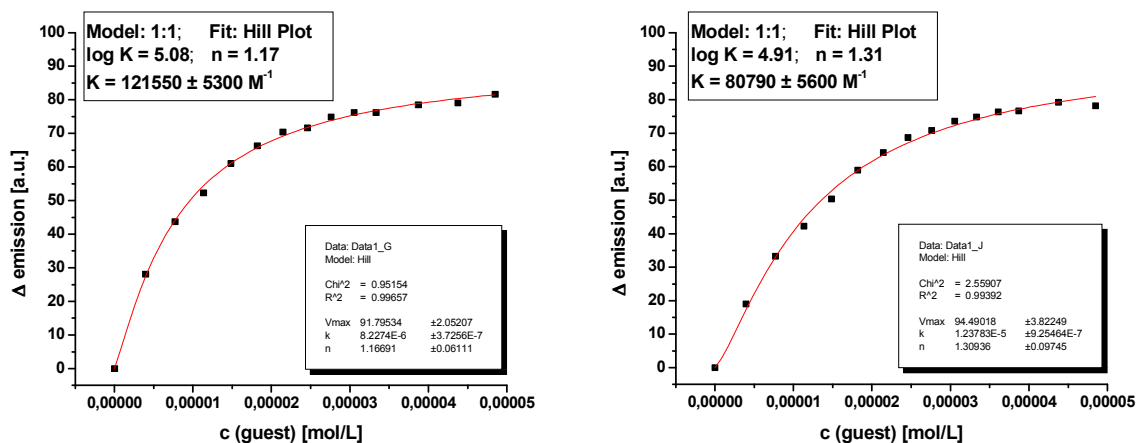 Model: 1:1; Fit: Hill Plot
log K = 5.08; n = 1.17
K = 121550 ± 5300 M⁻¹
100
90
80
70
60
50
40
30
20
10
0
Δ emission [a.u.]
Data: Data1_G
Model: Hill
Chi^2 = 0.95154
R^2 = 0.99657
Vmax 91.79534 ±2.05207
k 8.2274E-6 ±3.7256E-7
n 1.16691 ±0.06111
0,00000 0,00001 0,00002 0,00003 0,00004 0,00005
c (guest) [mol/L]
Model: 1:1; Fit: Hill Plot
log K = 4.91; n = 1.31
K = 80790 ± 5600 M⁻¹
100
90
80
70
60
50
40
30
20
10
0
Δ emission [a.u.]
Data: Data1_J
Model: Hill
Chi^2 = 2.55907
R^2 = 0.99392
Vmax 94.49018 ±3.82249
k 1.23783E-5 ±9.25464E-7
n 1.30936 ±0.09745
0,00000 0,00001 0,00002 0,00003 0,00004 0,00005
c (guest) [mol/L]